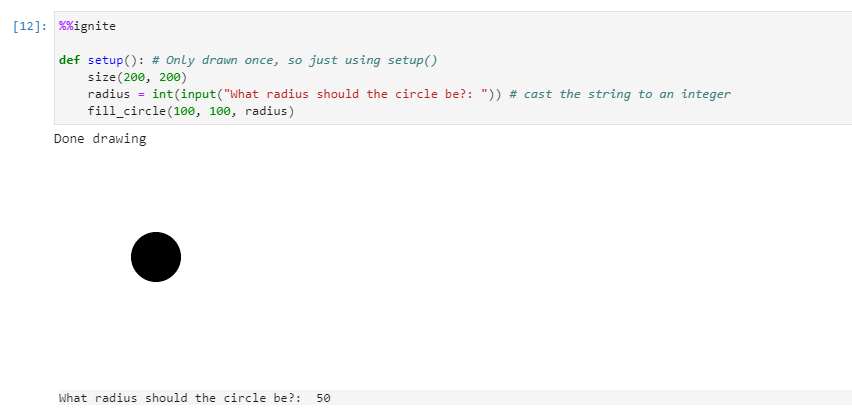 [12]: %%ignite
def setup(): # Only drawn once, so just using setup()
size(200, 200)
radius = int(input("What radius should the circle be?: ")) # cast the string to an integer
fill_circle(100, 100, radius)
Done drawing
What radius should the circle be?: 50